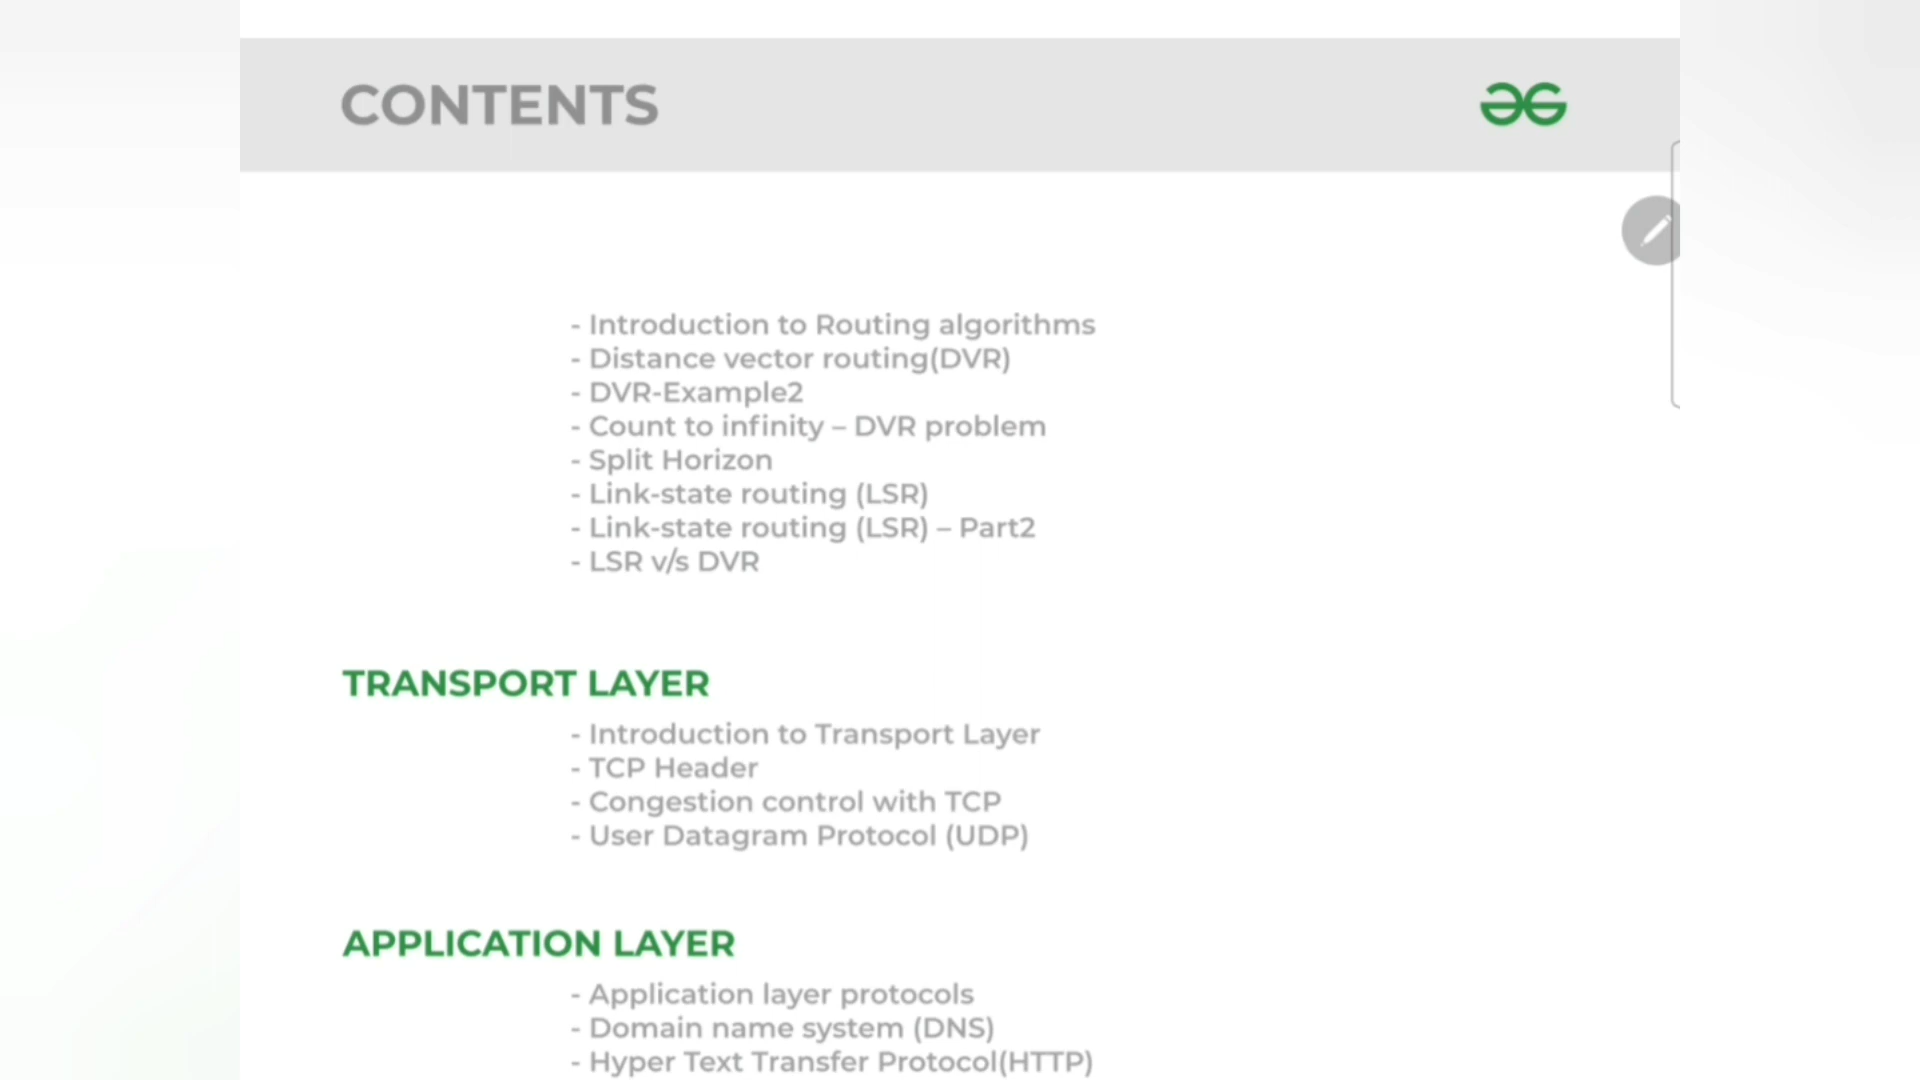 CONTENTS
- Introduction to Routing algorithms
- Distance vector routing(DVR)
- DVR-Example2
- Count to infinity – DVR problem
- Split Horizon
- Link-state routing (LSR)
- Link-state routing (LSR) – Part2
- LSR v/s DVR
TRANSPORT LAYER
- Introduction to Transport Layer
- TCP Header
- Congestion control with TCP
- User Datagram Protocol (UDP)
APPLICATION LAYER
- Application layer protocols
- Domain name system (DNS)
- Hyper Text Transfer Protocol(HTTP)